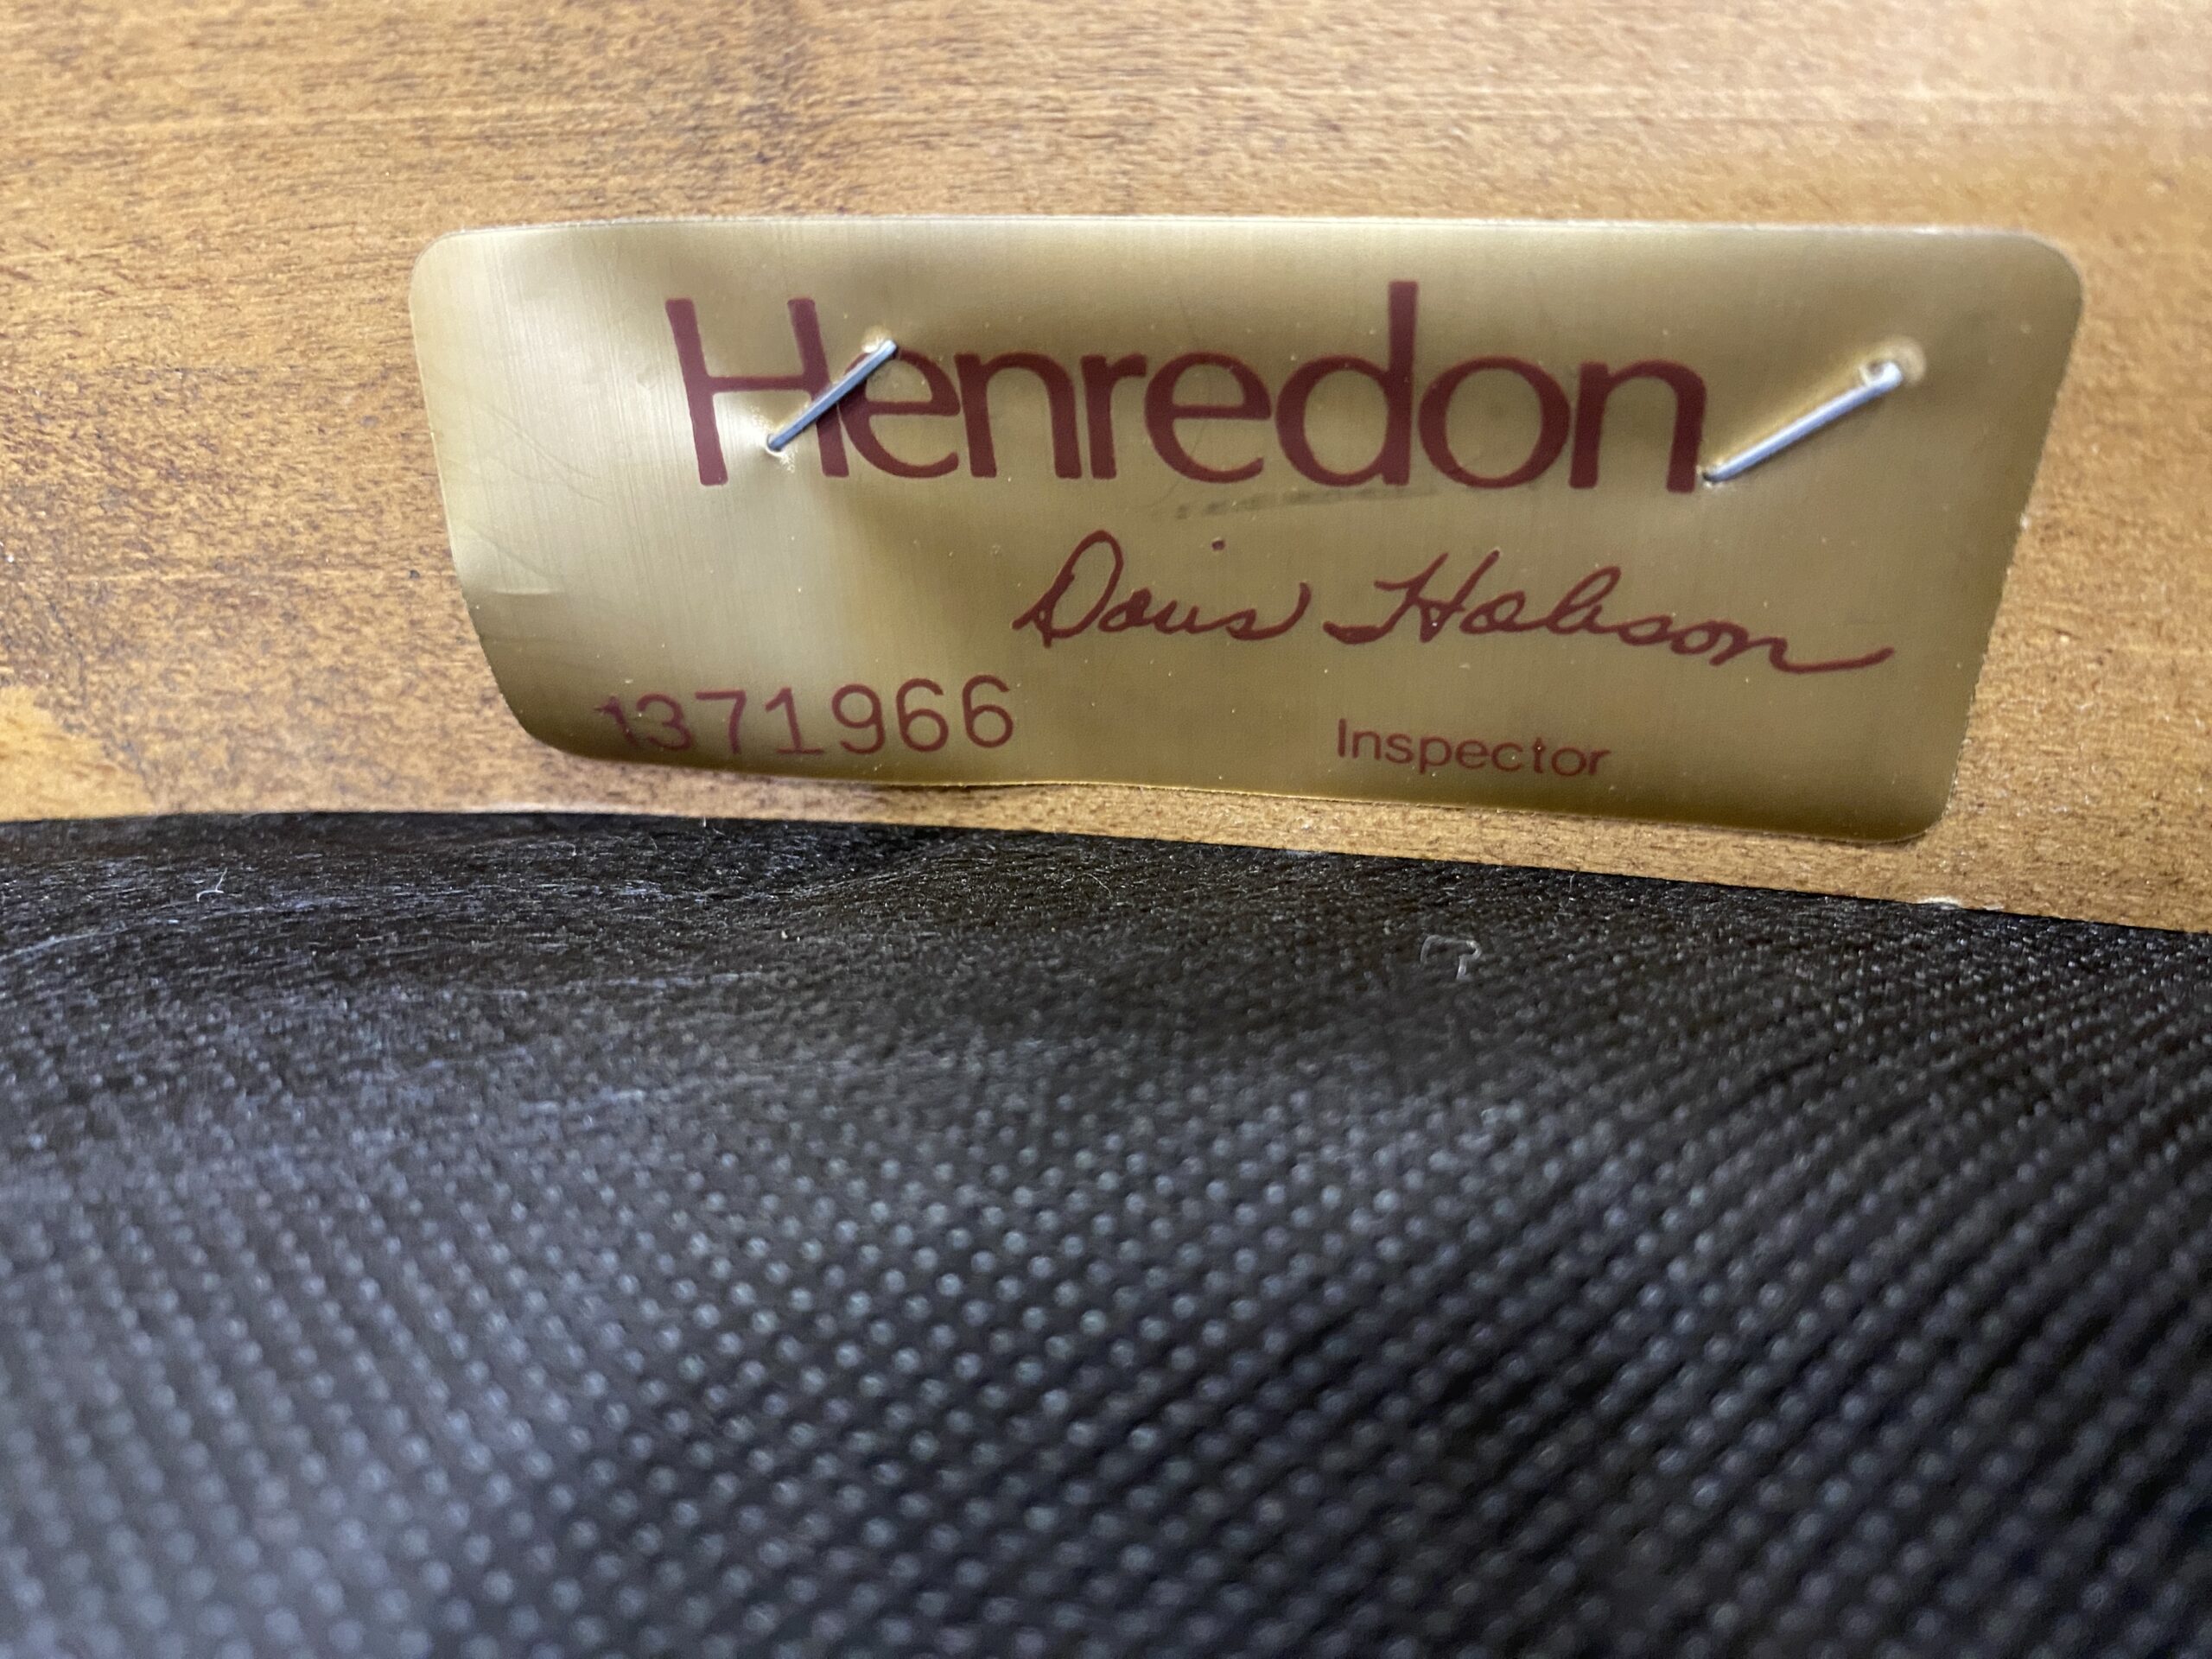 Henredon
Doris Hobson
1371966
Inspector